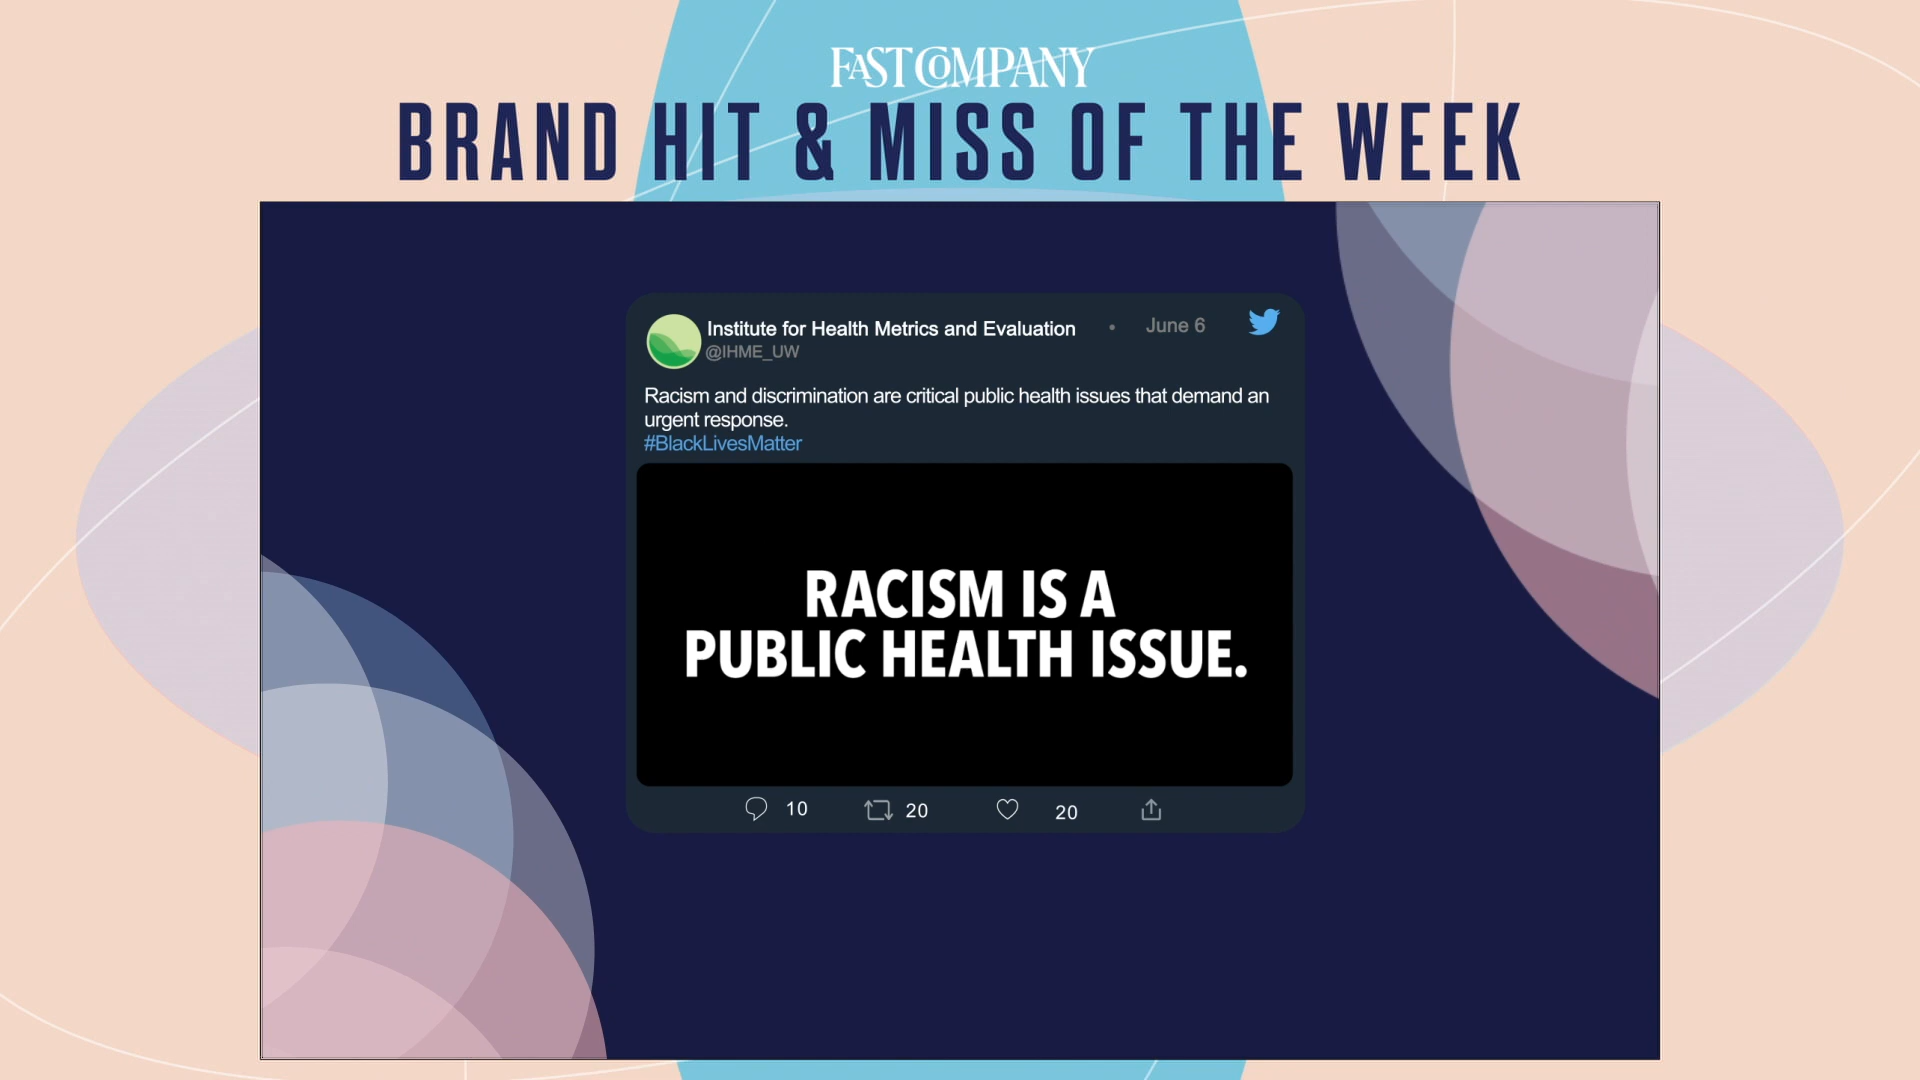 FAST COMPANY
BRAND HIT & MISS OF THE WEEK
Institute for Health Metrics and Evaluation • June 6
@IHME_UW
Racism and discrimination are critical public health issues that demand an
urgent response.
#BlackLivesMatter
RACISM IS A
PUBLIC HEALTH ISSUE.
10 20 20